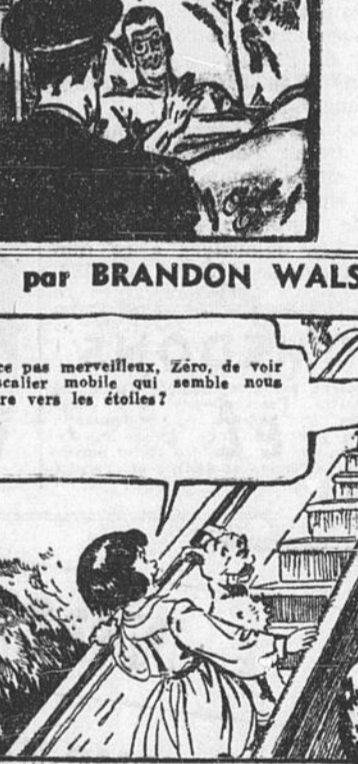 par BRANDON WALS
ce pas merveilleux, Zéro, de voir
scalier mobile qui semble nous
re vers les étoiles?